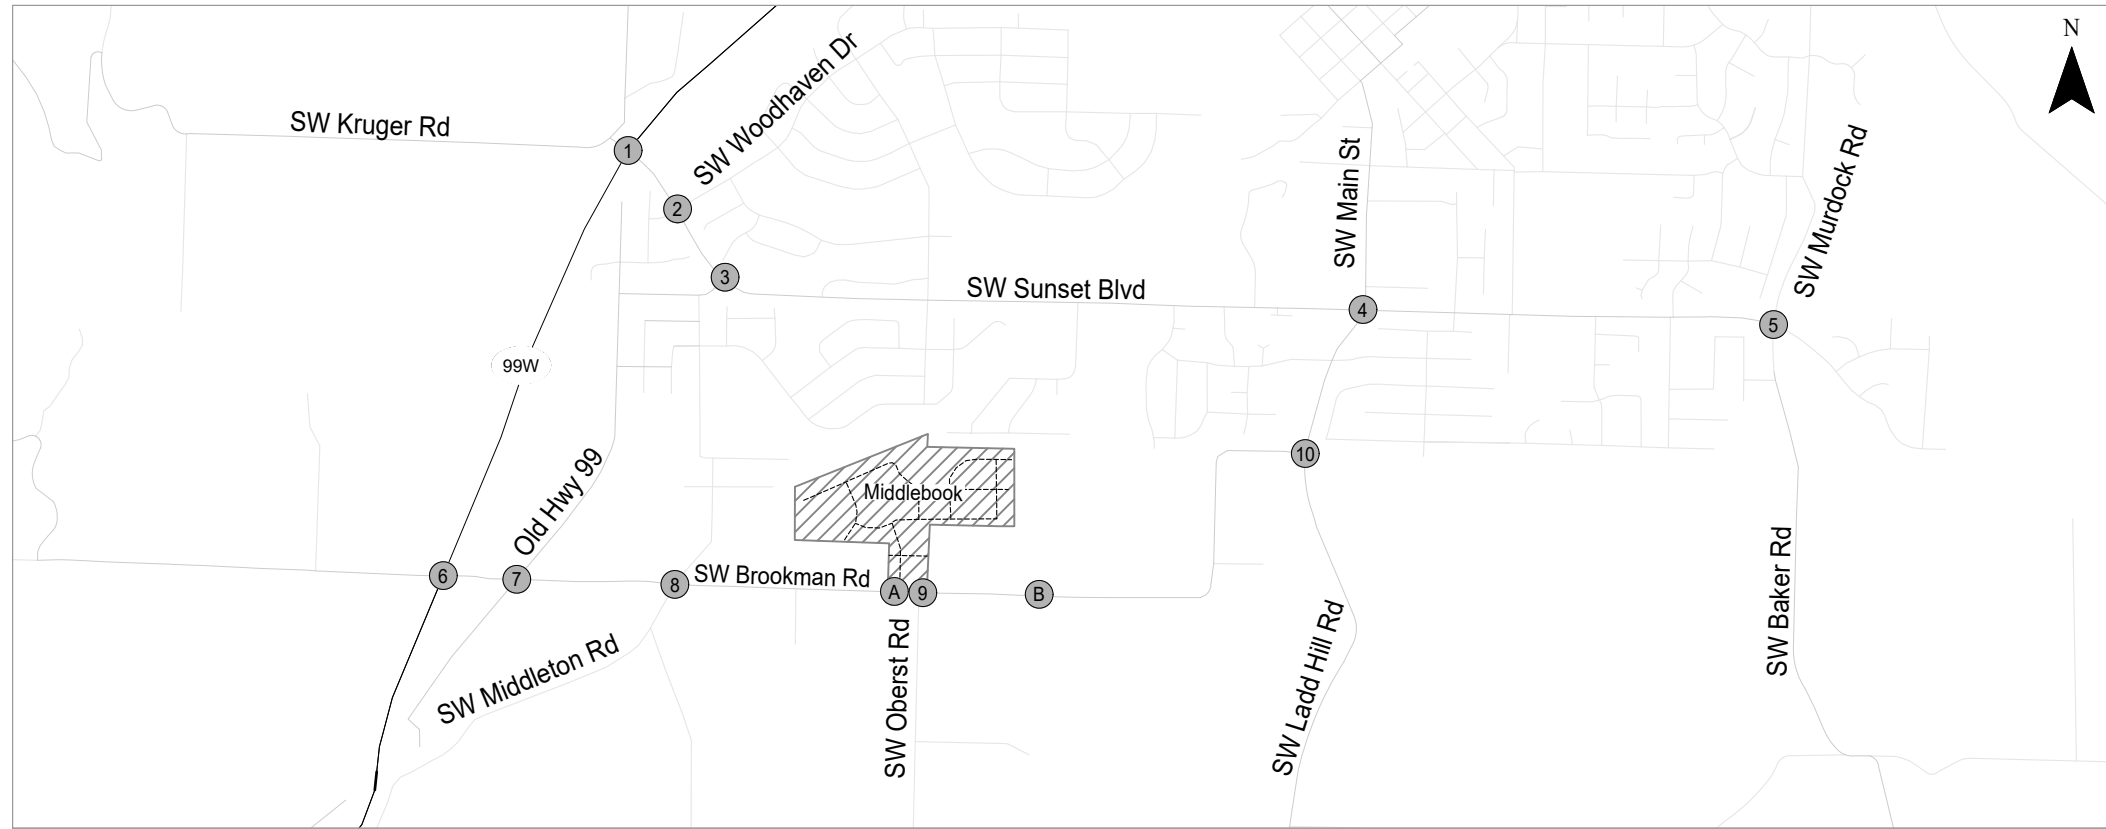 N
SW Kruger Rd
SW Woodhaven Dr
1
2
3
SW Main St
SW Murdock Rd
SW Sunset Blvd
4
5
99W
Old Hwy 99
10
Middlebook
6
7
8
SW Brookman Rd
A
9
B
SW Middleton Rd
SW Oberst Rd
SW Ladd Hill Rd
SW Baker Rd